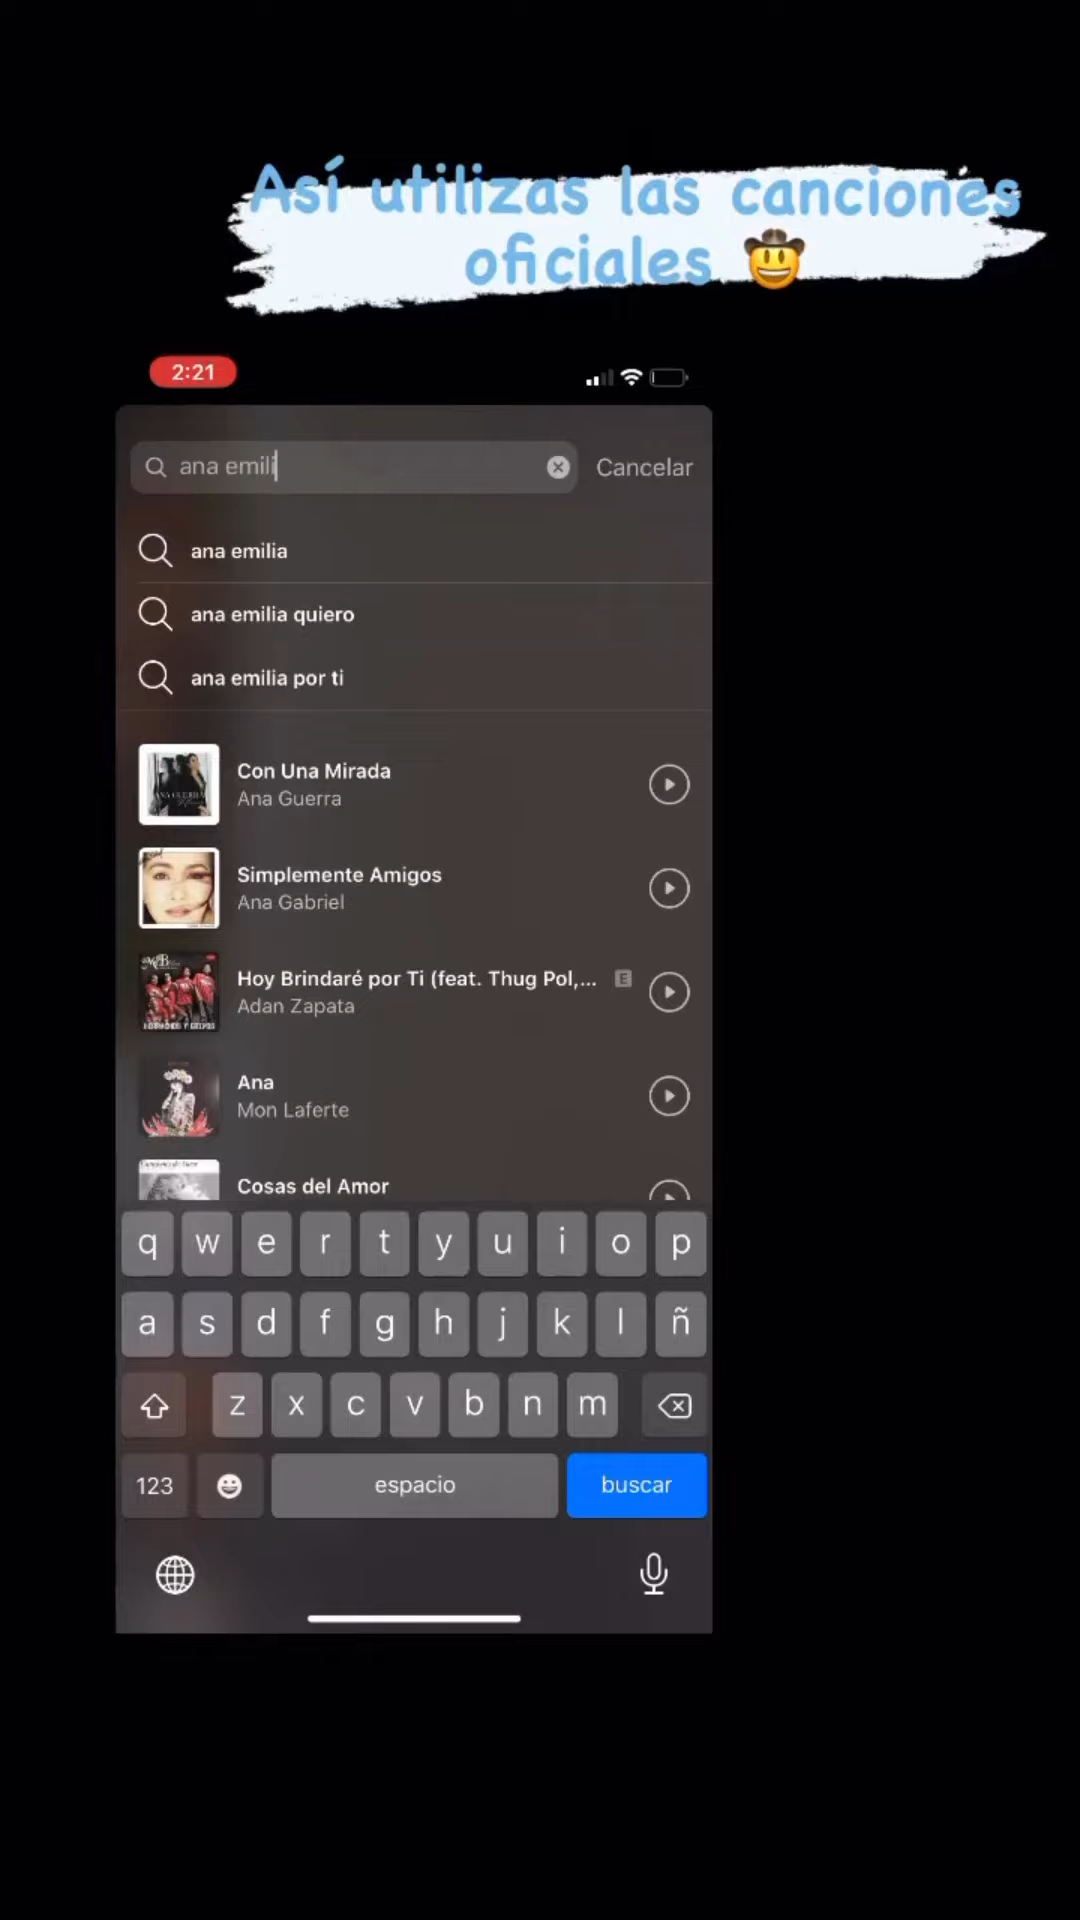 Así utilizas las canciones
oficiales 🤠
2:21
ana emili
Cancelar
ana emilia
ana emilia quiero
ana emilia por ti
Con Una Mirada
Ana Guerra
Simplemente Amigos
Ana Gabriel
Hoy Brindaré por Ti (feat. Thug Pol,... E
Adan Zapata
Ana
Mon Laferte
Cosas del Amor
q w e r t y u i o p
a s d f g h j k l ñ
z x c v b n m
123 espacio buscar